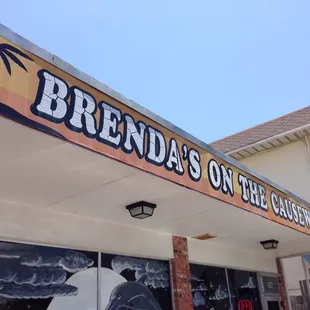 BRENDA'S ON THE CAUSEW
OPEN